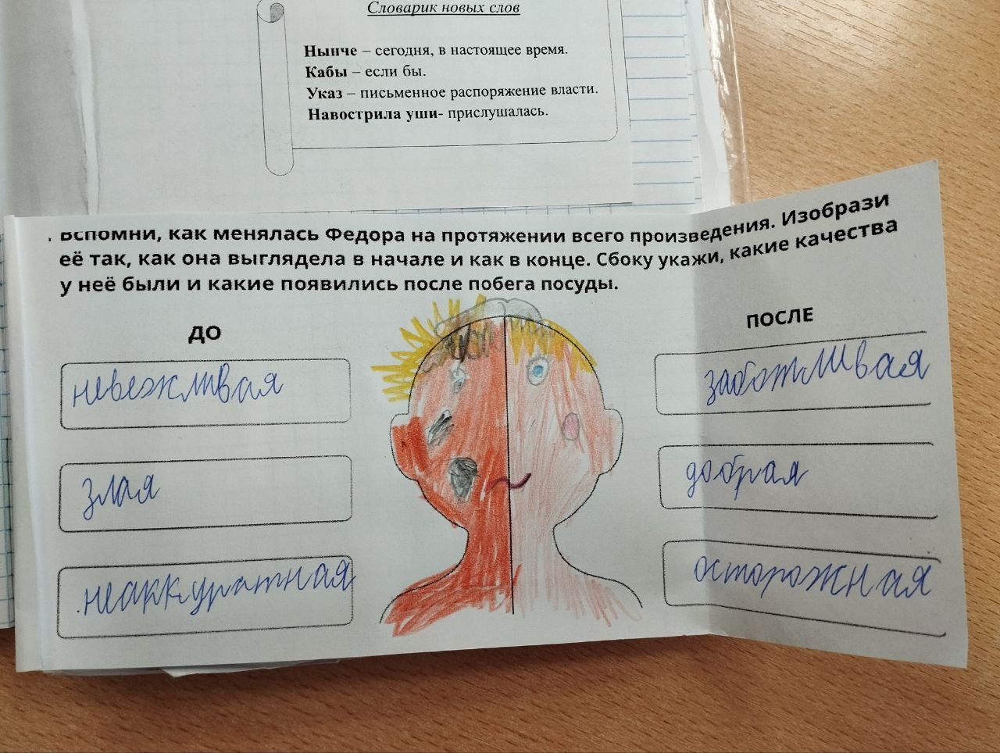 Словарик новых слов
Нынче – сегодня, в настоящее время.
Кабы – если бы.
Указ – письменное распоряжение власти.
Навострила уши- прислушалась.
. Вспомни, как менялась Федора на протяжении всего произведения. Изобрази
её так, как она выглядела в начале и как в конце. Сбоку укажи, какие качества
у неё были и какие появились после побега посуды.
ДО
невежливая
злая
неаккуратная
ПОСЛЕ
заботливая
добрая
осторожная